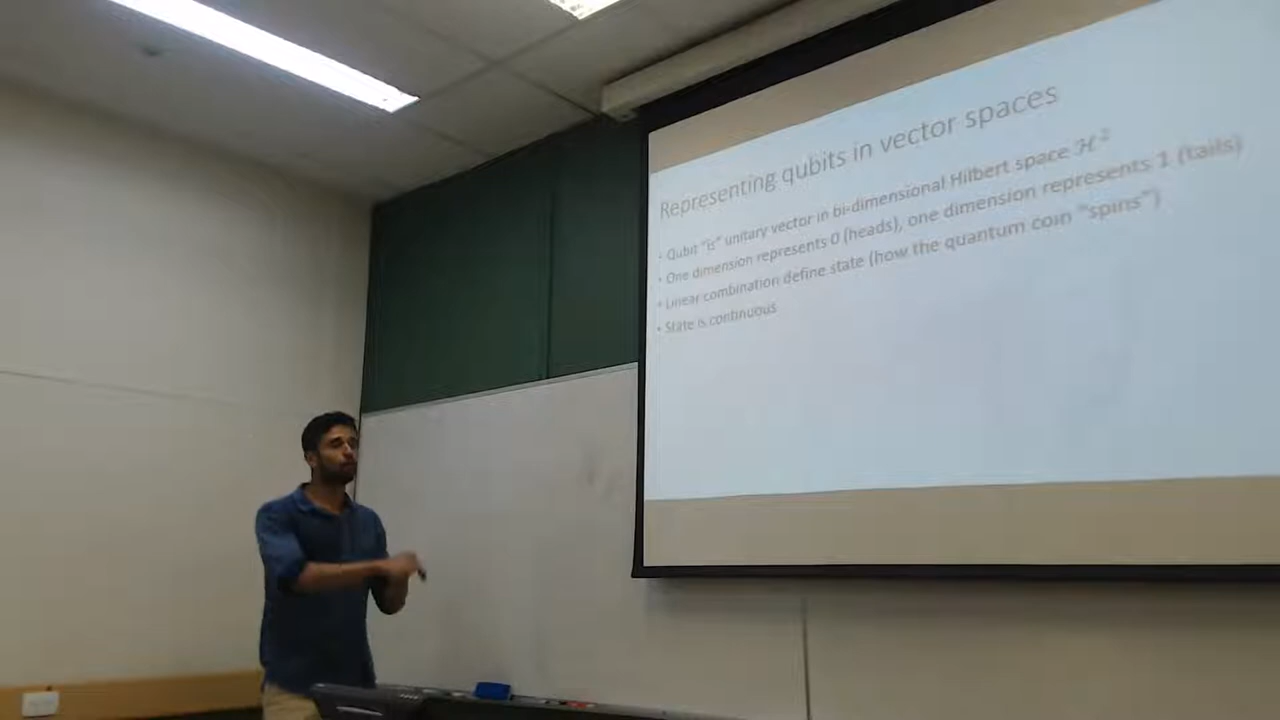 Representing qubits in vector spaces
• Qubit "is" unitary vector in bi-dimensional Hilbert space ℋ²
• One dimension represents 0 (heads), one dimension represents 1 (tails)
• Linear combination define state (how the quantum coin "spins")
• State is continuous